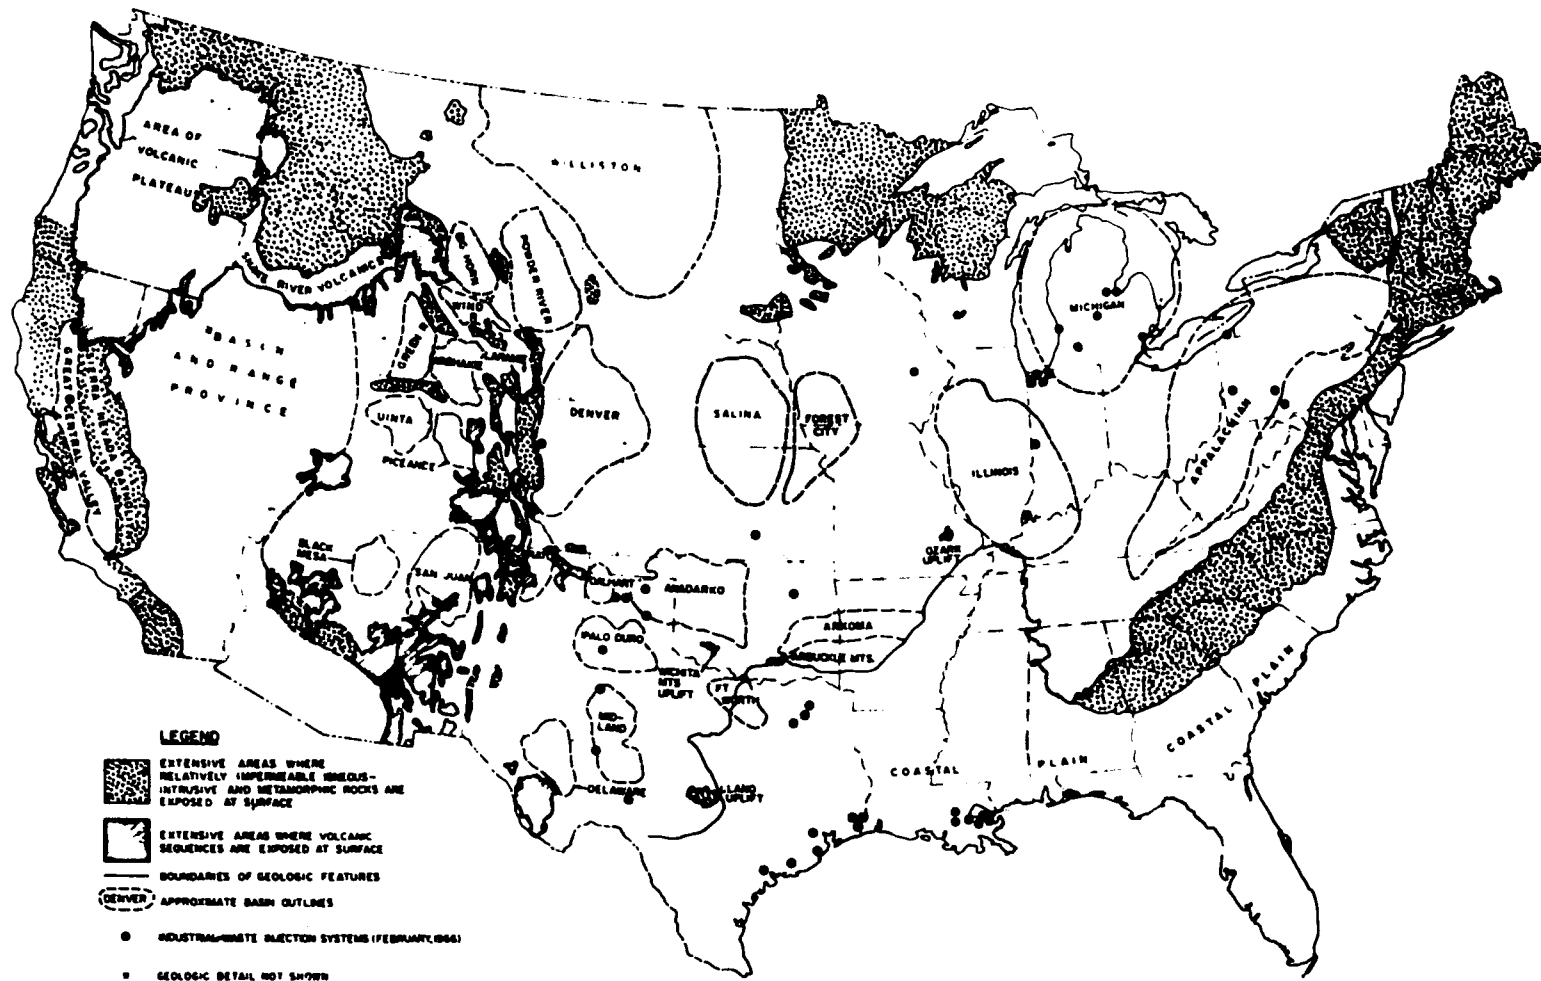 AREA OF
VOLCANIC
PLATEAUS
WILLISTON
SNAKE RIVER VOLCANICS
BIG HORN
POWDER RIVER
WIND
GREEN R.
LARAMIE
* BASIN
AND RANGE
PROVINCE
GREAT CENTRAL VALLEY
SIERRA NEVADA
UINTA
PICEANCE
DENVER
SALINA
FOREST
CITY
MICHIGAN
ILLINOIS
APPALACHIAN
BLACK
MESA
SAN JUAN
DALHART
ANADARKO
OZARK
UPLIFT
ARKOMA
ARBUCKLE MTS.
PALO DURO
WICHITA
MTS
UPLIFT
FT
WORTH
MID-
LAND
DELAWARE
LLANO
UPLIFT
COASTAL PLAIN
COASTAL PLAIN
LEGEND
EXTENSIVE AREAS WHERE
RELATIVELY IMPERMEABLE IGNEOUS-
INTRUSIVE AND METAMORPHIC ROCKS ARE
EXPOSED AT SURFACE
EXTENSIVE AREAS WHERE VOLCANIC
SEQUENCES ARE EXPOSED AT SURFACE
BOUNDARIES OF GEOLOGIC FEATURES
DENVER APPROXIMATE BASIN OUTLINES
INDUSTRIAL-WASTE INJECTION SYSTEMS (FEBRUARY, 1966)
* GEOLOGIC DETAIL NOT SHOWN